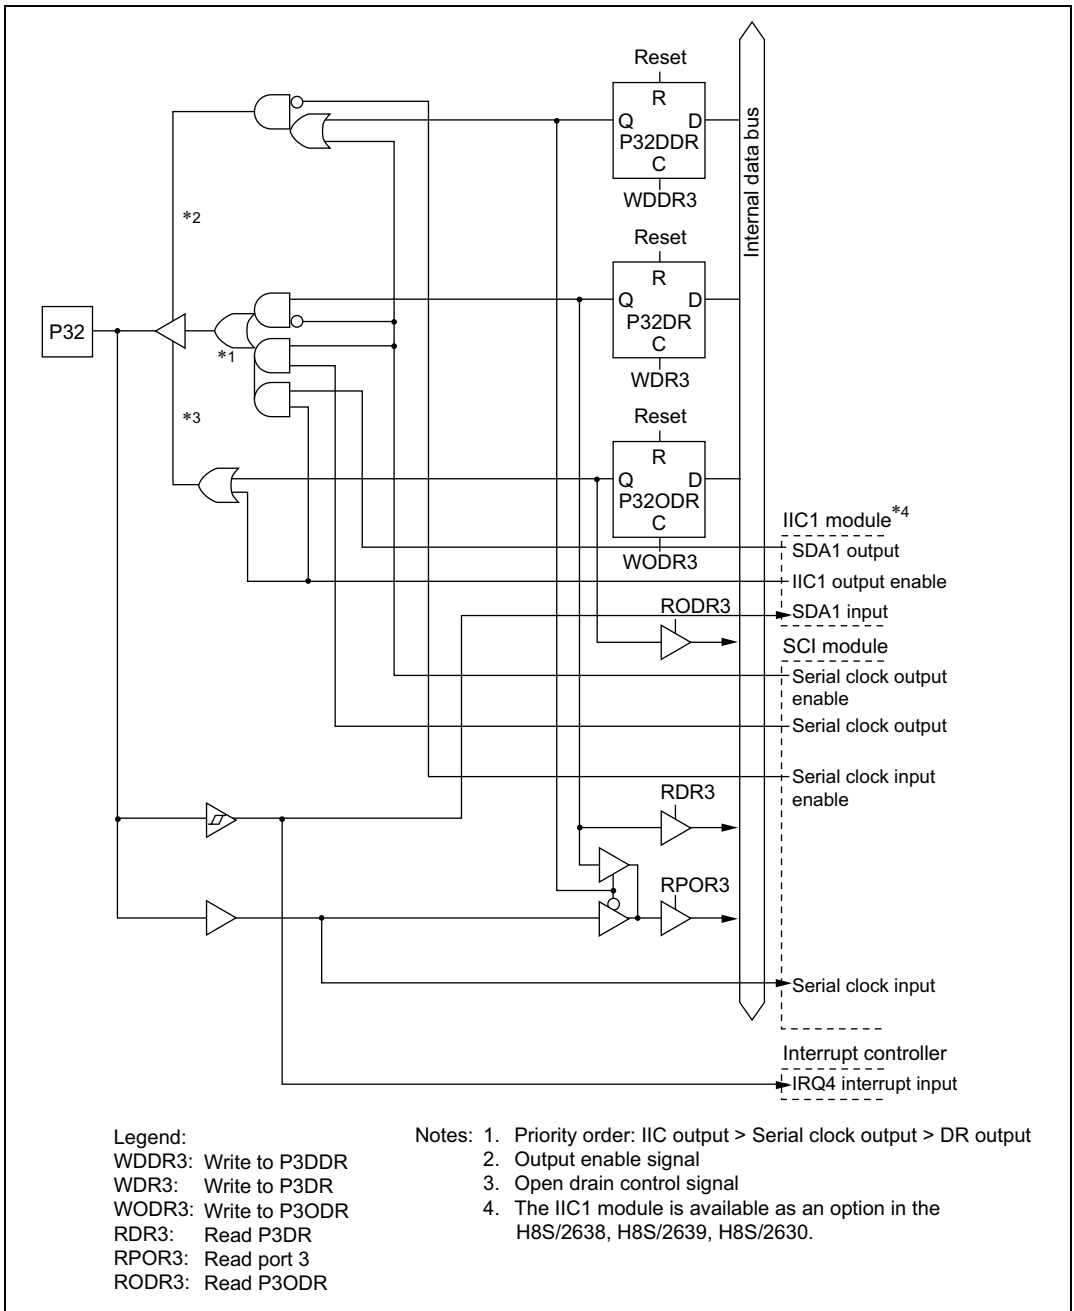 Reset
R
Q D
P32DDR
C
WDDR3
Internal data bus
*2
Reset
R
Q D
P32DR
C
WDR3
P32
*1
*3
Reset
R
Q D
P32ODR
C
WODR3
IIC1 module*4
SDA1 output
IIC1 output enable
SDA1 input
RODR3
SCI module
Serial clock output
enable
Serial clock output
Serial clock input
enable
RDR3
RPOR3
Serial clock input
Interrupt controller
IRQ4 interrupt input
Legend:
WDDR3: Write to P3DDR
WDR3: Write to P3DR
WODR3: Write to P3ODR
RDR3: Read P3DR
RPOR3: Read port 3
RODR3: Read P3ODR
Notes: 1. Priority order: IIC output > Serial clock output > DR output
2. Output enable signal
3. Open drain control signal
4. The IIC1 module is available as an option in the
H8S/2638, H8S/2639, H8S/2630.